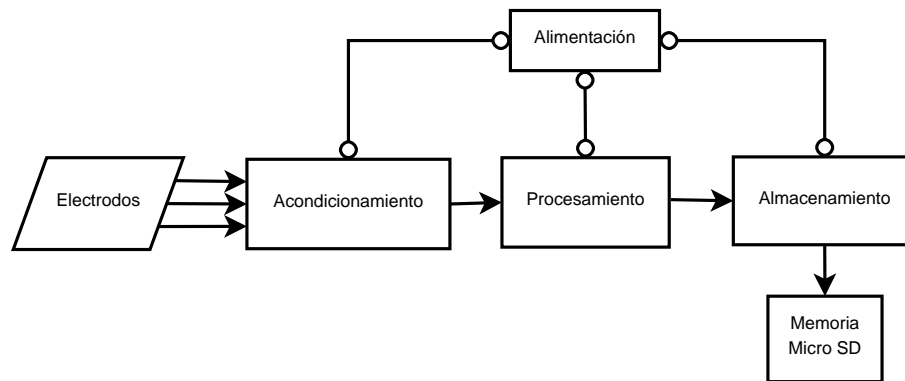 Alimentación
Electrodos
Acondicionamiento
Procesamiento
Almacenamiento
Memoria
Micro SD